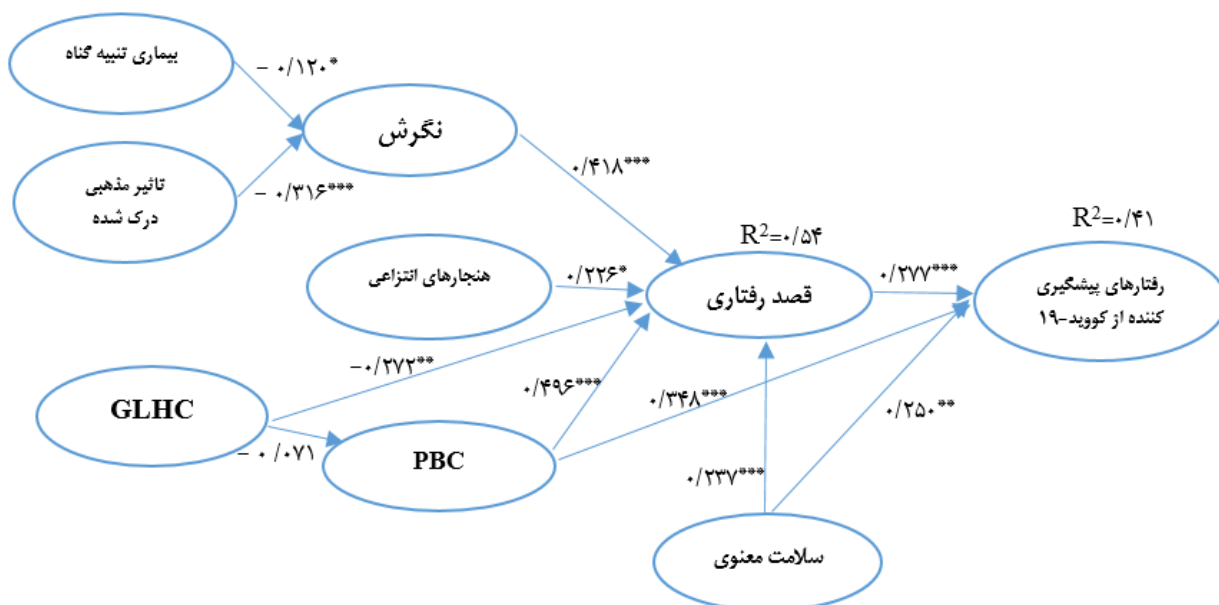 بیماری تنبیه گناه
− ۰/۱۲۰*
نگرش
تاثیر مذهبی
درک شده
− ۰/۳۱۶***
۰/۴۱۸***
R²=۰/۵۴
R²=۰/۴۱
هنجارهای انتزاعی
۰/۲۲۶*
قصد رفتاری
۰/۲۷۷***
رفتارهای پیشگیری
کننده از کووید-۱۹
−۰/۲۷۲**
GLHC
− ۰/۰۷۱
PBC
۰/۴۹۶***
۰/۳۴۸***
۰/۲۵۰**
۰/۲۳۷***
سلامت معنوی